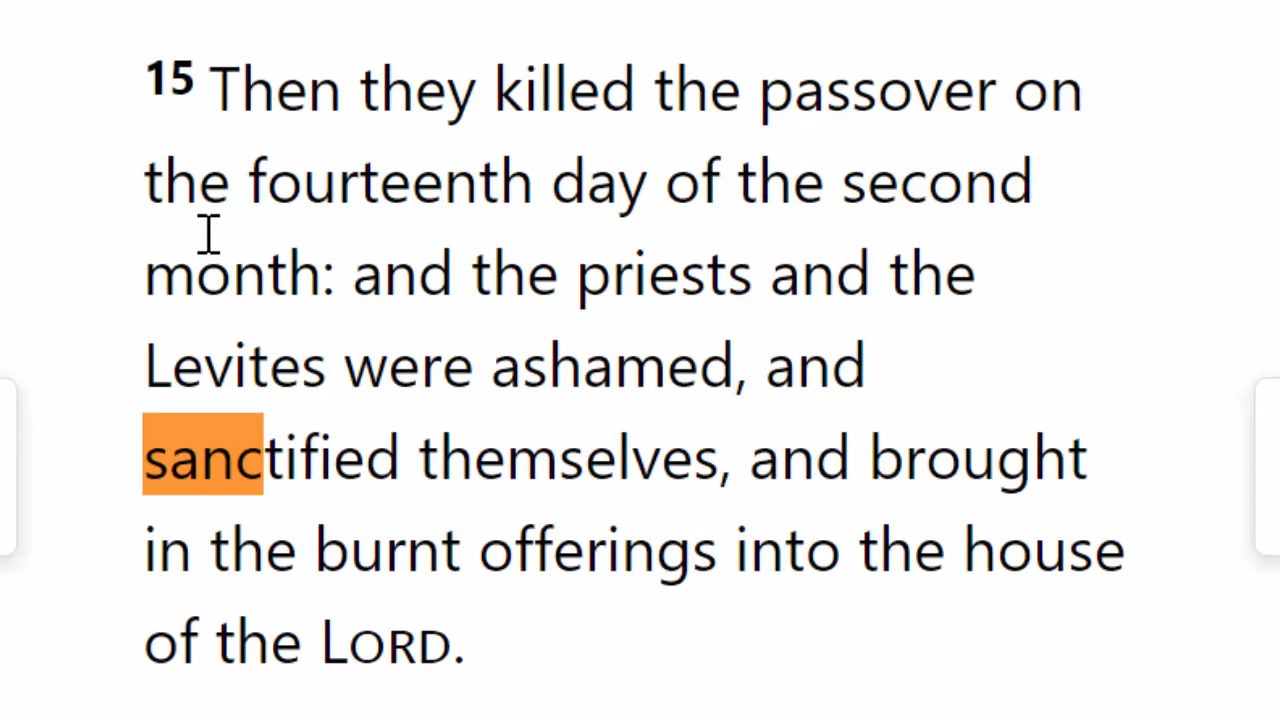 15 Then they killed the passover on
the fourteenth day of the second
month: and the priests and the
Levites were ashamed, and
sanctified themselves, and brought
in the burnt offerings into the house
of the LORD.